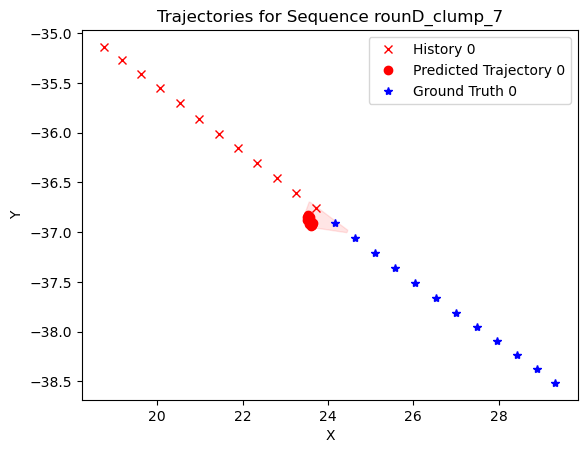 Trajectories for Sequence rounD_clump_7
History 0
Predicted Trajectory 0
Ground Truth 0
−35.0
−35.5
−36.0
−36.5
−37.0
−37.5
−38.0
−38.5
Y
20
22
24
26
28
X